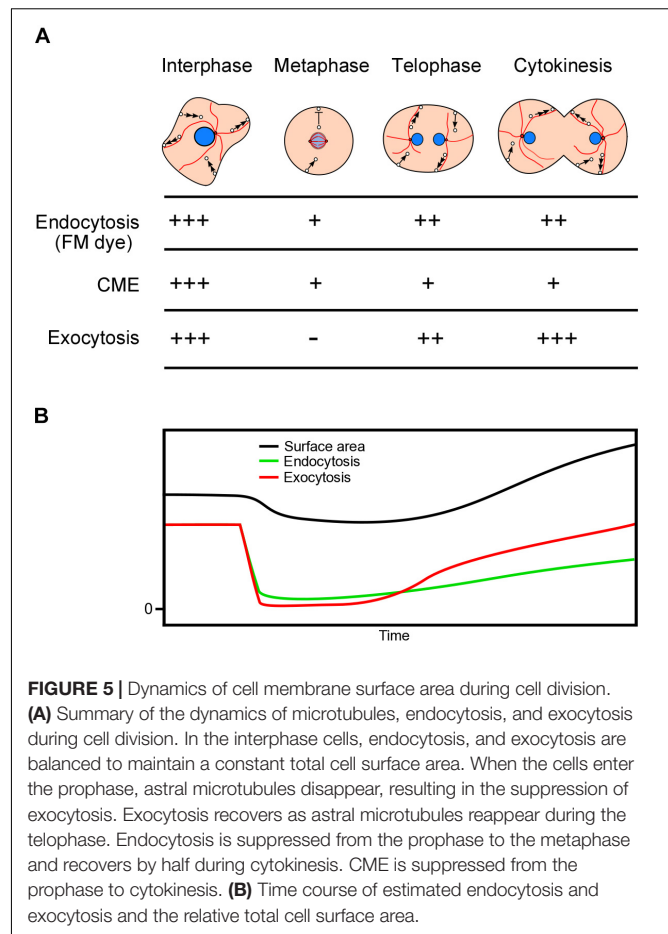 A
Interphase Metaphase Telophase Cytokinesis
Endocytosis +++ + ++ ++
(FM dye)
CME +++ + + +
Exocytosis +++ - ++ +++
B
Surface area
Endocytosis
Exocytosis
0
Time
FIGURE 5 | Dynamics of cell membrane surface area during cell division.
(A) Summary of the dynamics of microtubules, endocytosis, and exocytosis
during cell division. In the interphase cells, endocytosis, and exocytosis are
balanced to maintain a constant total cell surface area. When the cells enter
the prophase, astral microtubules disappear, resulting in the suppression of
exocytosis. Exocytosis recovers as astral microtubules reappear during the
telophase. Endocytosis is suppressed from the prophase to the metaphase
and recovers by half during cytokinesis. CME is suppressed from the
prophase to cytokinesis. (B) Time course of estimated endocytosis and
exocytosis and the relative total cell surface area.